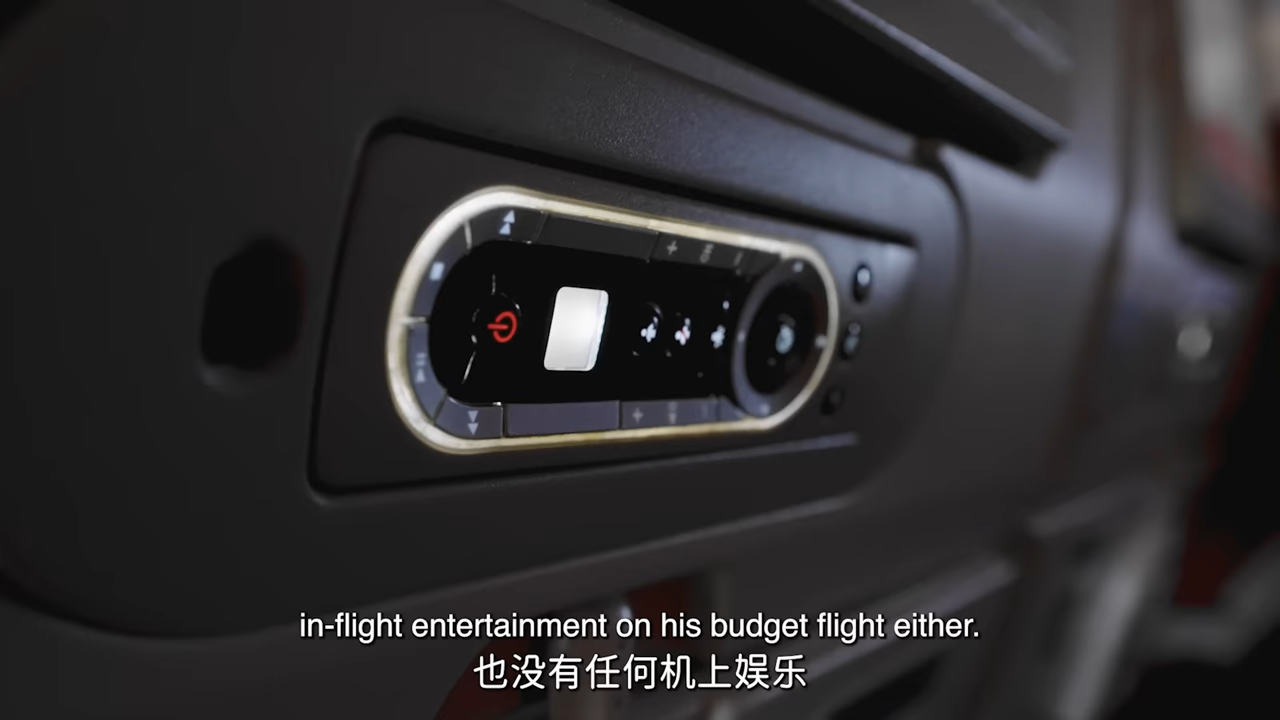 in-flight entertainment on his budget flight either.
也没有任何机上娱乐